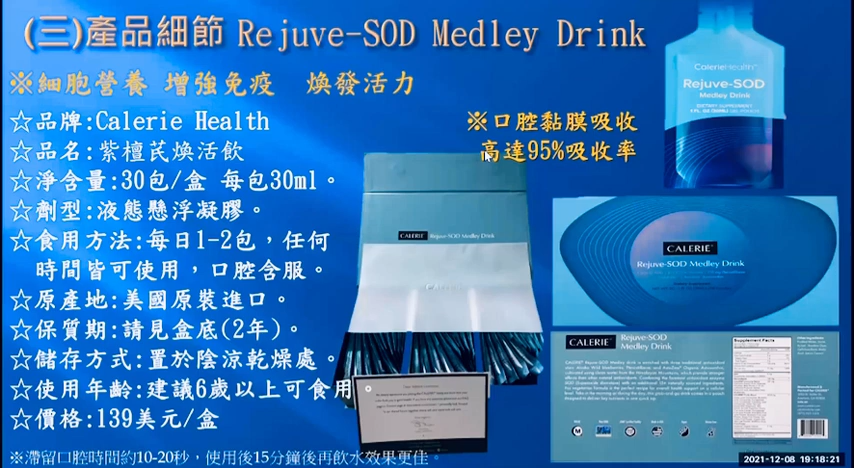 (三)產品細節 Rejuve-SOD Medley Drink
※細胞營養 增強免疫 煥發活力
☆品牌:Calerie Health
☆品名:紫檀芪煥活飲
☆淨含量:30包/盒 每包30ml。
☆劑型:液態懸浮凝膠。
☆食用方法:每日1-2包，任何
時間皆可使用，口腔含服。
☆原產地:美國原裝進口。
☆保質期:請見盒底(2年)。
☆儲存方式:置於陰涼乾燥處。
☆使用年齡:建議6歲以上可食用
☆價格:139美元/盒
※滯留口腔時間約10-20秒，使用後15分鐘後再飲水效果更佳。
※口腔黏膜吸收
高達95%吸收率
CalerieHealth
Rejuve-SOD
Medley Drink
DIETARY SUPPLEMENT
CALERIE Rejuve-SOD Medley Drink
CALERIE
Rejuve-SOD Medley Drink
CALERIE
Rejuve-SOD
Medley Drink
Supplement Facts
2021-12-08 19:18:21